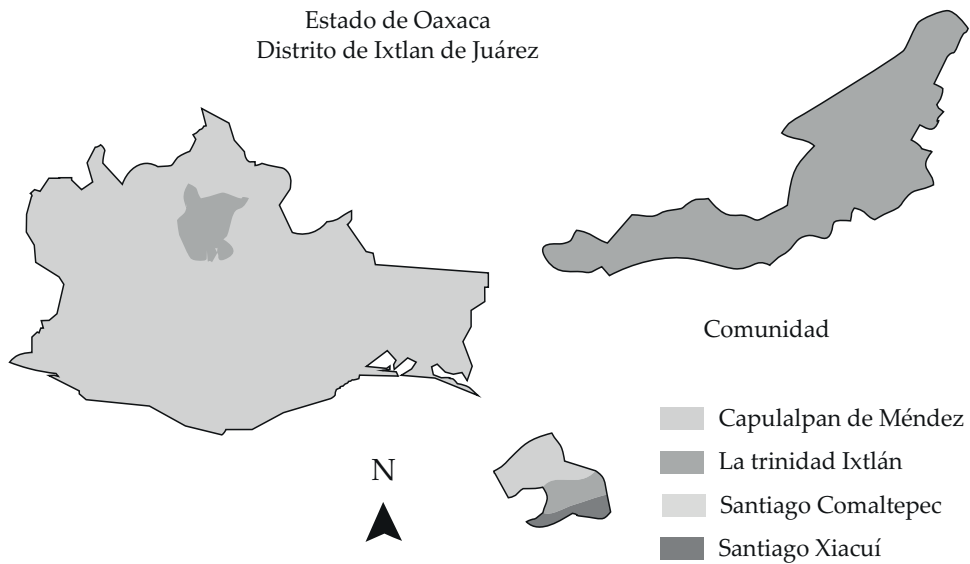 Estado de Oaxaca
Distrito de Ixtlan de Juárez
Comunidad
Capulalpan de Méndez
La trinidad Ixtlán
Santiago Comaltepec
Santiago Xiacuí
N